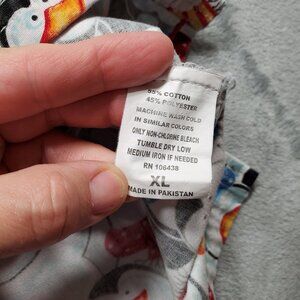 55% COTTON
45% POLYESTER
MACHINE WASH COLD
IN SIMILAR COLORS
ONLY NON-CHLORINE BLEACH
TUMBLE DRY LOW
MEDIUM IRON IF NEEDED
RN 106438
XL
MADE IN PAKISTAN